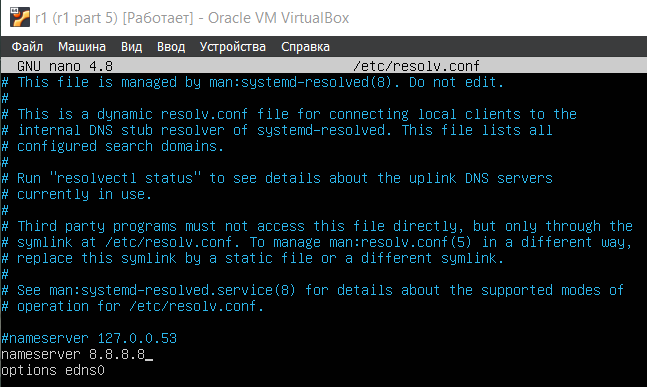 r1 (r1 part 5) [Работает] - Oracle VM VirtualBox
Файл Машина Вид Ввод Устройства Справка
GNU nano 4.8 /etc/resolv.conf
# This file is managed by man:systemd-resolved(8). Do not edit.
#
# This is a dynamic resolv.conf file for connecting local clients to the
# internal DNS stub resolver of systemd-resolved. This file lists all
# configured search domains.
#
# Run "resolvectl status" to see details about the uplink DNS servers
# currently in use.
#
# Third party programs must not access this file directly, but only through the
# symlink at /etc/resolv.conf. To manage man:resolv.conf(5) in a different way,
# replace this symlink by a static file or a different symlink.
#
# See man:systemd-resolved.service(8) for details about the supported modes of
# operation for /etc/resolv.conf.
#nameserver 127.0.0.53
nameserver 8.8.8.8
options edns0